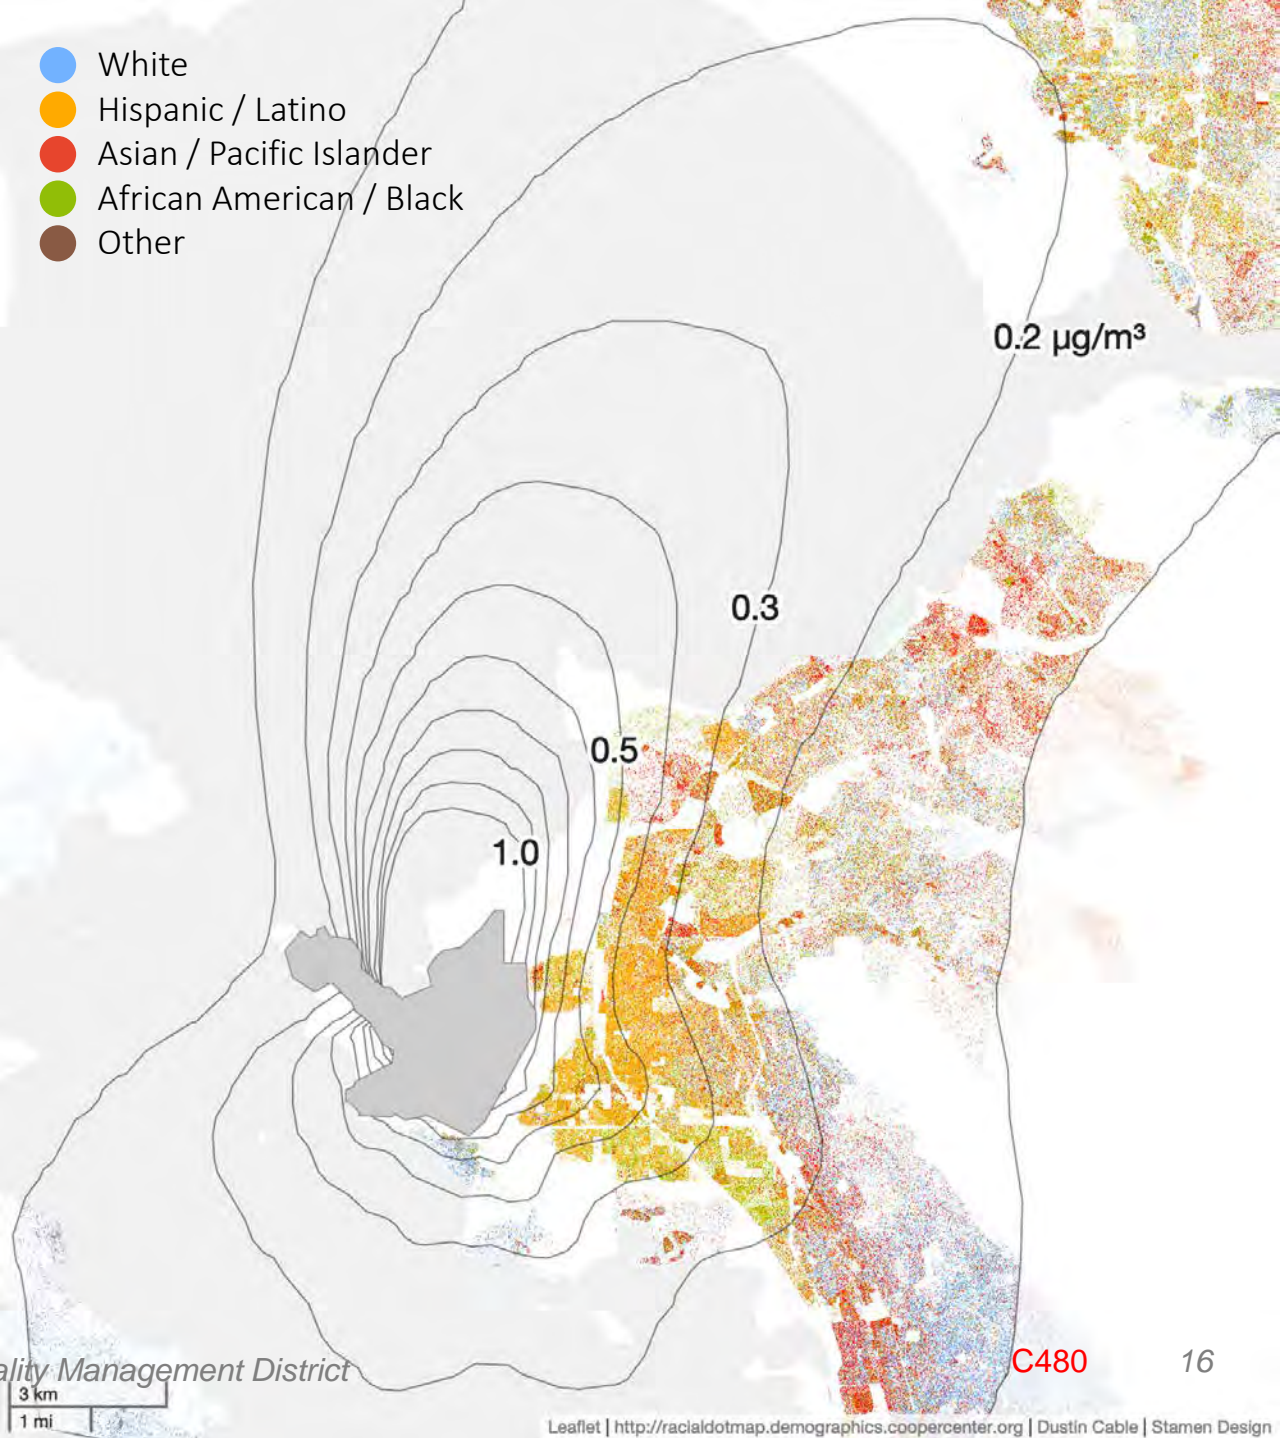 White
Hispanic / Latino
Asian / Pacific Islander
African American / Black
Other
0.2 µg/m³
0.3
0.5
1.0
ality Management District
C480
16
3 km
1 mi
Leaflet | http://racialdotmap.demographics.coopercenter.org | Dustin Cable | Stamen Design